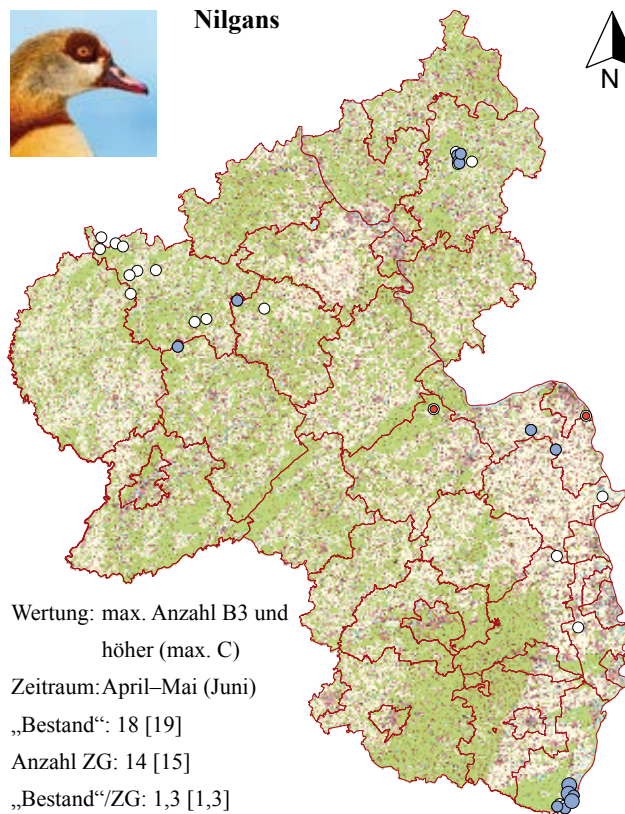 Nilgans
N
Wertung: max. Anzahl B3 und
höher (max. C)
Zeitraum: April–Mai (Juni)
„Bestand“: 18 [19]
Anzahl ZG: 14 [15]
„Bestand“/ZG: 1,3 [1,3]